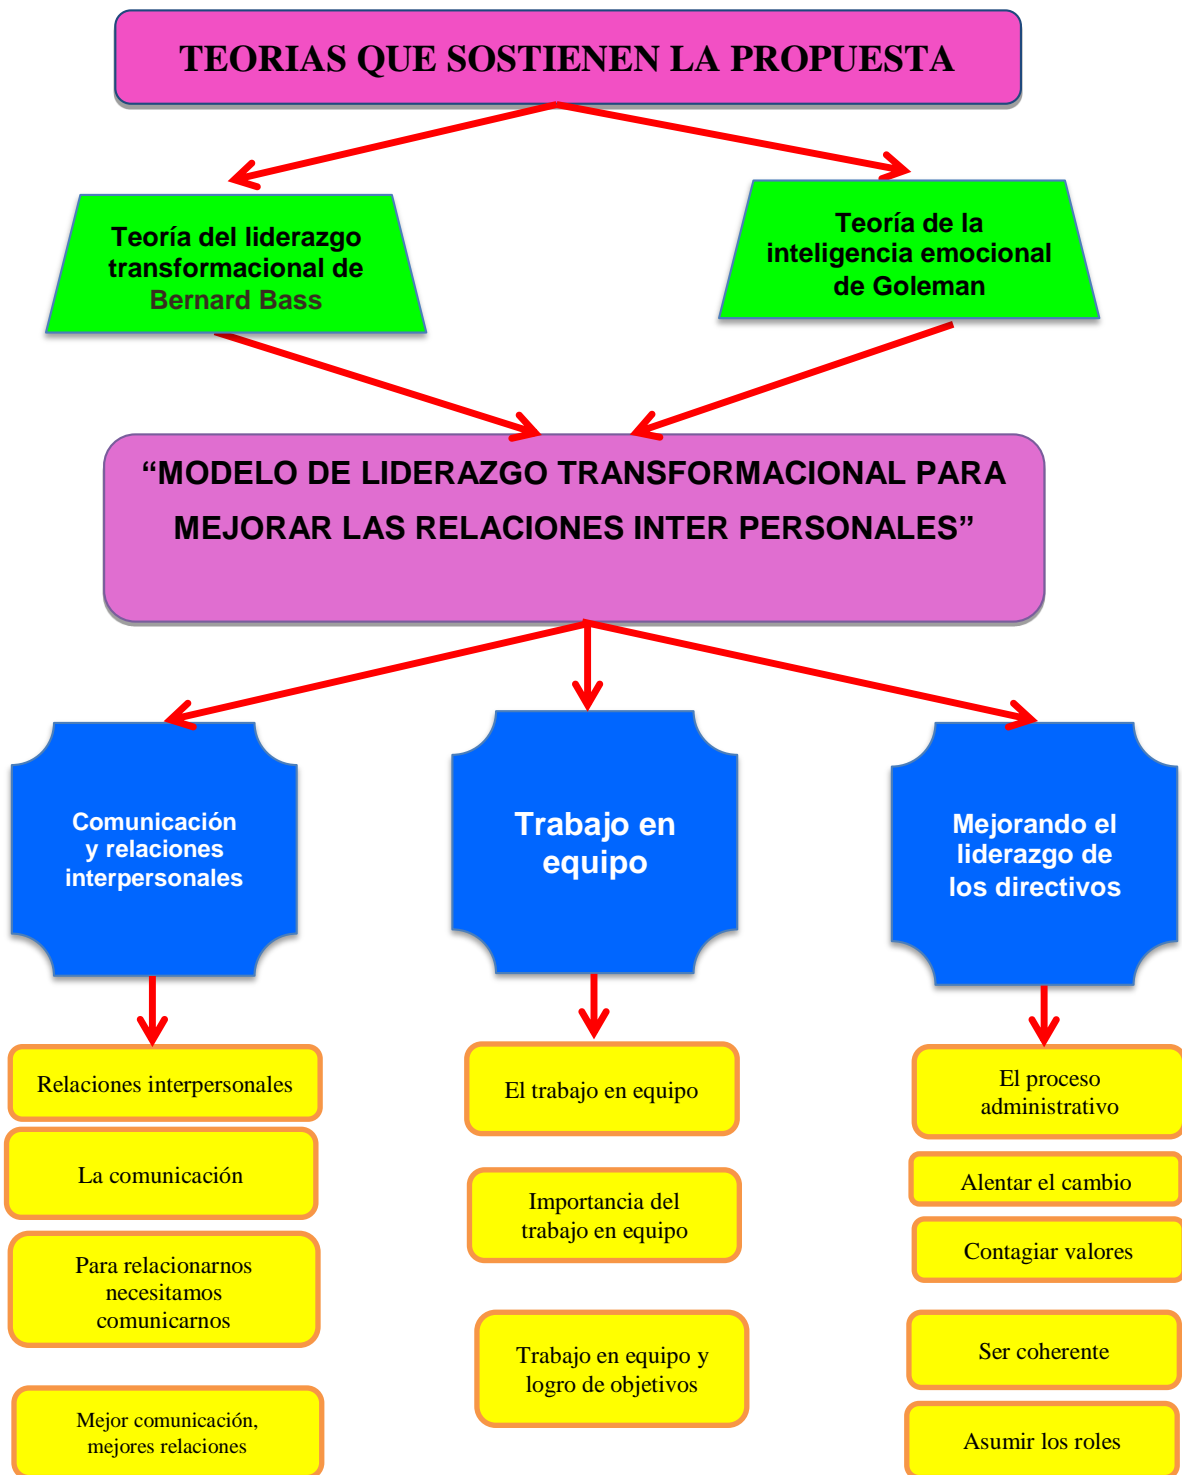 TEORIAS QUE SOSTIENEN LA PROPUESTA
Teoría del liderazgo
transformacional de
Bernard Bass
Teoría de la
inteligencia emocional
de Goleman
“MODELO DE LIDERAZGO TRANSFORMACIONAL PARA
MEJORAR LAS RELACIONES INTER PERSONALES”
Comunicación
y relaciones
interpersonales
Trabajo en
equipo
Mejorando el
liderazgo de
los directivos
Relaciones interpersonales
La comunicación
Para relacionarnos
necesitamos
comunicarnos
Mejor comunicación,
mejores relaciones
El trabajo en equipo
Importancia del
trabajo en equipo
Trabajo en equipo y
logro de objetivos
El proceso
administrativo
Alentar el cambio
Contagiar valores
Ser coherente
Asumir los roles